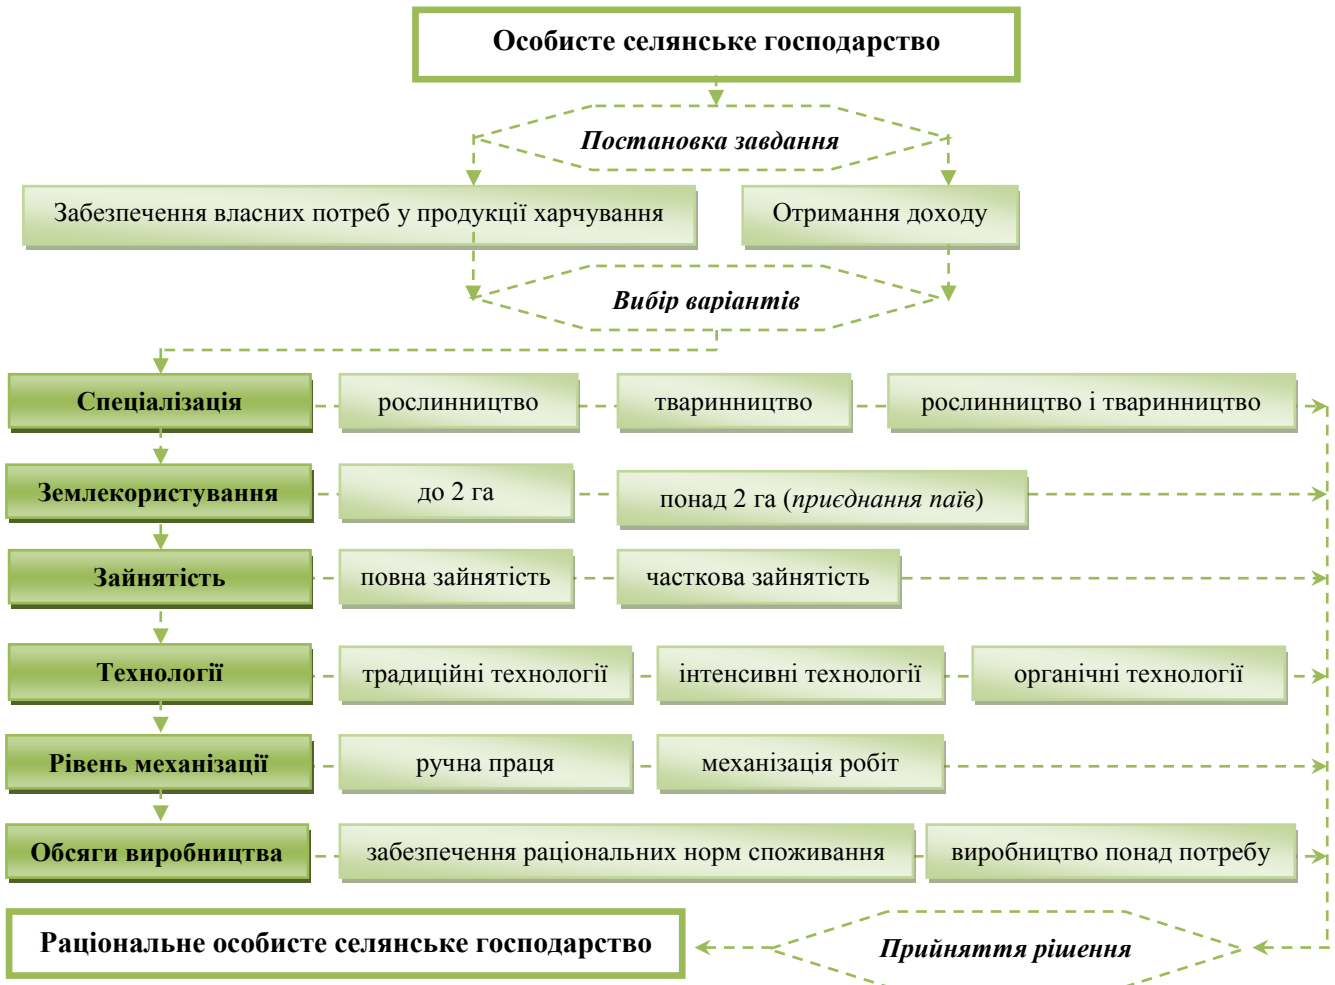 Особисте селянське господарство
Постановка завдання
Забезпечення власних потреб у продукції харчування
Отримання доходу
Вибір варіантів
Спеціалізація
рослинництво
тваринництво
рослинництво і тваринництво
Землекористування
до 2 га
понад 2 га (приєднання паїв)
Зайнятість
повна зайнятість
часткова зайнятість
Технології
традиційні технології
інтенсивні технології
органічні технології
Рівень механізації
ручна праця
механізація робіт
Обсяги виробництва
забезпечення раціональних норм споживання
виробництво понад потребу
Раціональне особисте селянське господарство
Прийняття рішення